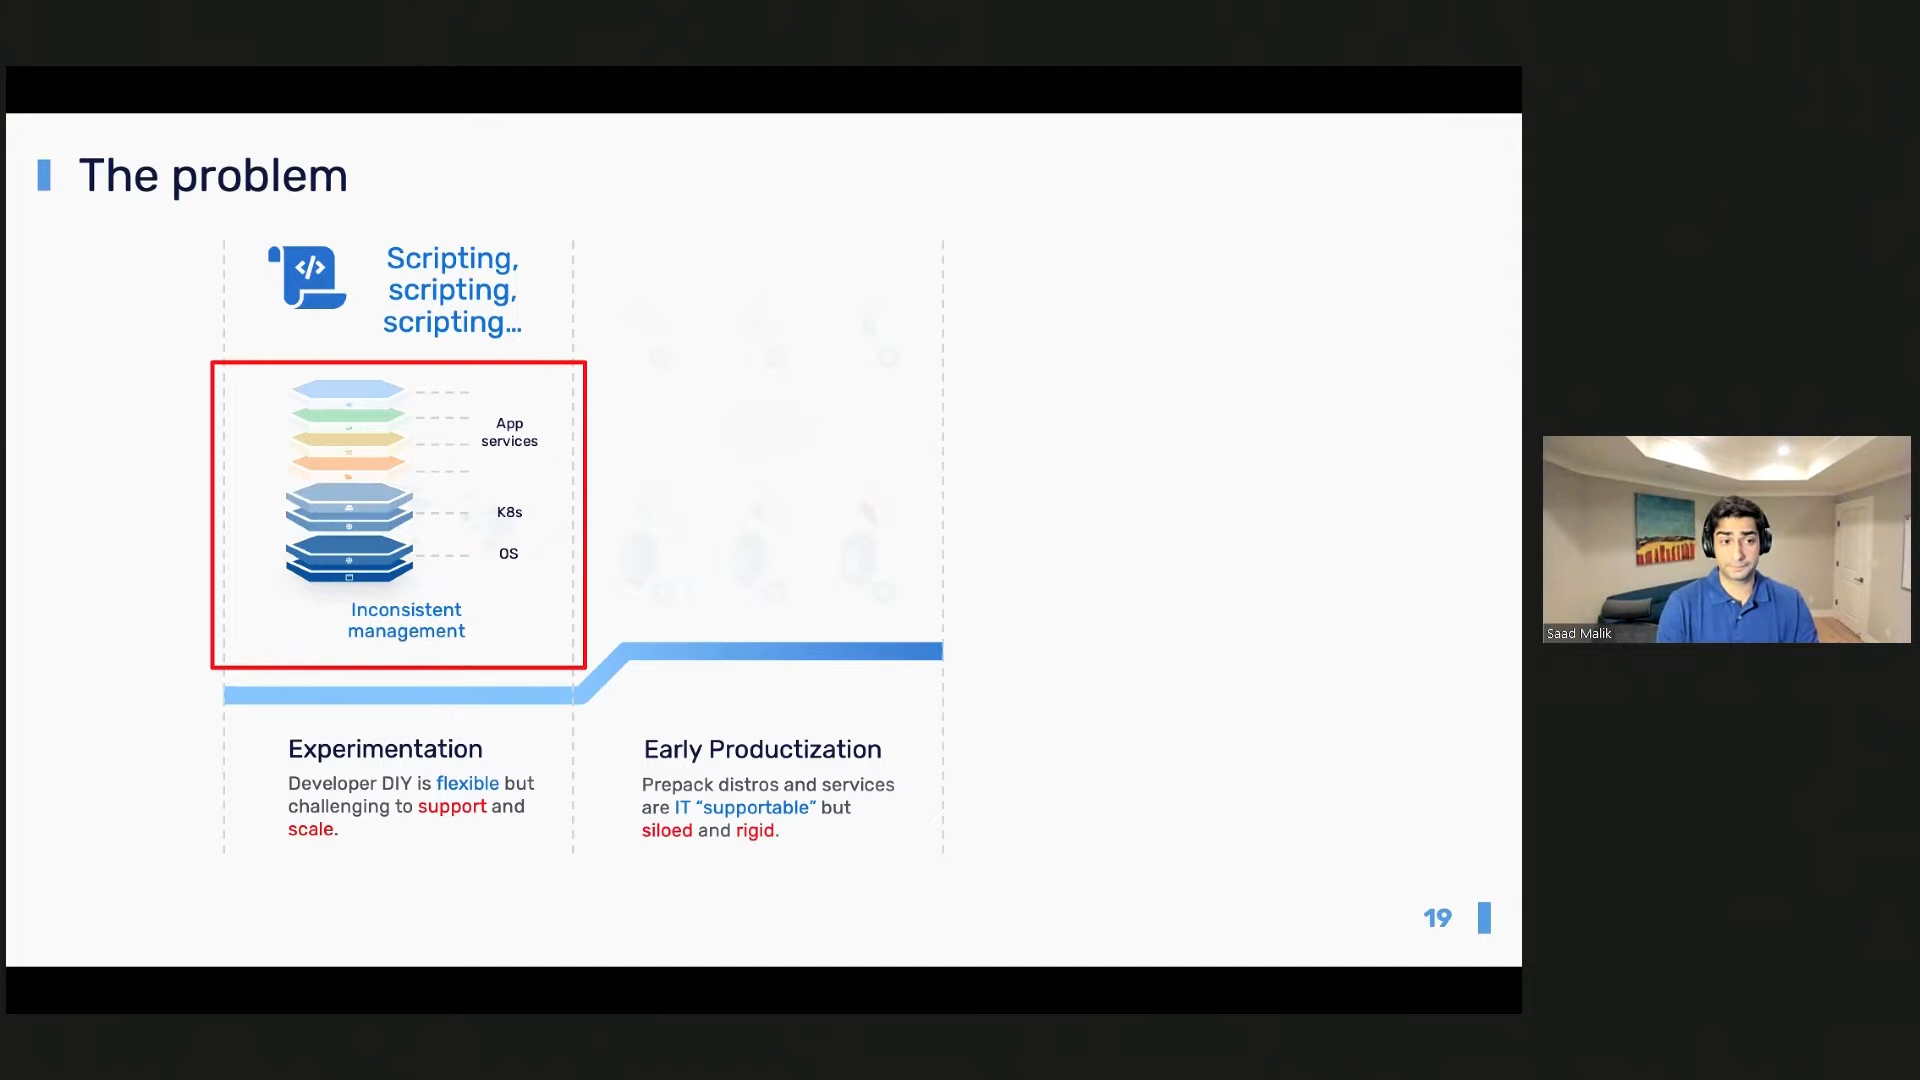 The problem
Scripting,
scripting,
scripting...
App
services
K8s
OS
Inconsistent
management
Experimentation
Developer DIY is flexible but
challenging to support and
scale.
Early Productization
Prepack distros and services
are IT “supportable” but
siloed and rigid.
19
Saad Malik